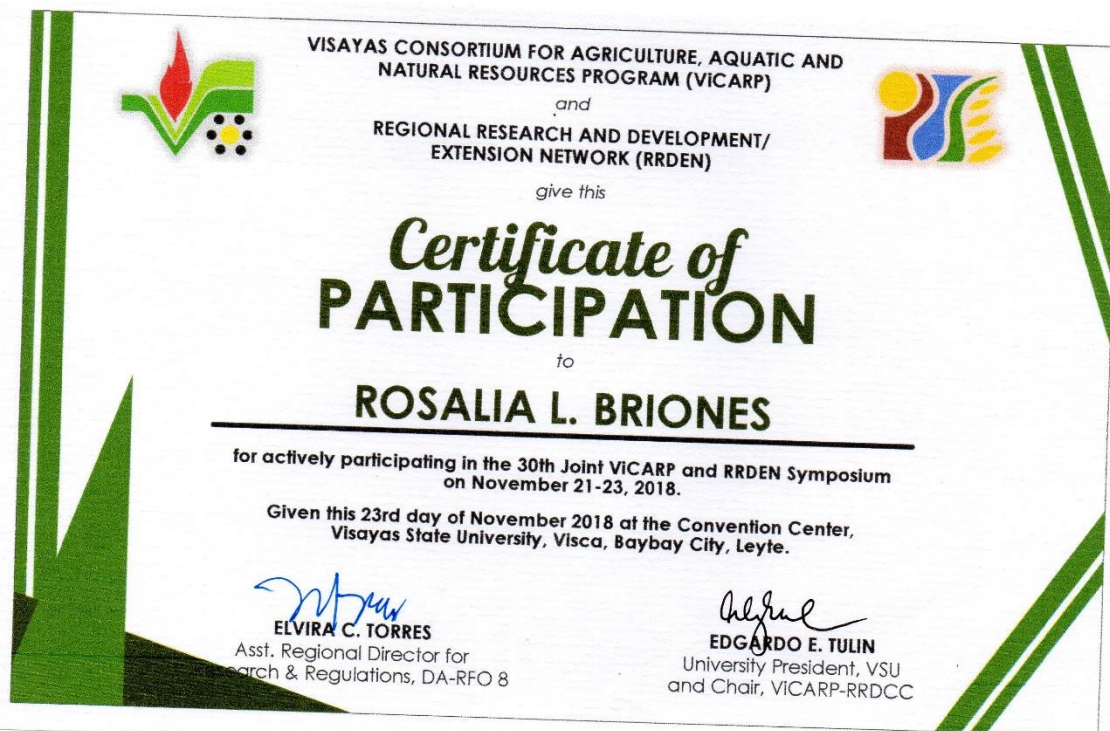 VISAYAS CONSORTIUM FOR AGRICULTURE, AQUATIC AND
NATURAL RESOURCES PROGRAM (ViCARP)
and
REGIONAL RESEARCH AND DEVELOPMENT/
EXTENSION NETWORK (RRDEN)
give this
Certificate of
PARTICIPATION
to
ROSALIA L. BRIONES
for actively participating in the 30th Joint ViCARP and RRDEN Symposium
on November 21-23, 2018.
Given this 23rd day of November 2018 at the Convention Center,
Visayas State University, Visca, Baybay City, Leyte.
ELVIRA C. TORRES
Asst. Regional Director for
& Regulations, DA-RFO 8
EDGARDO E. TULIN
University President, VSU
and Chair, ViCARP-RRDCC